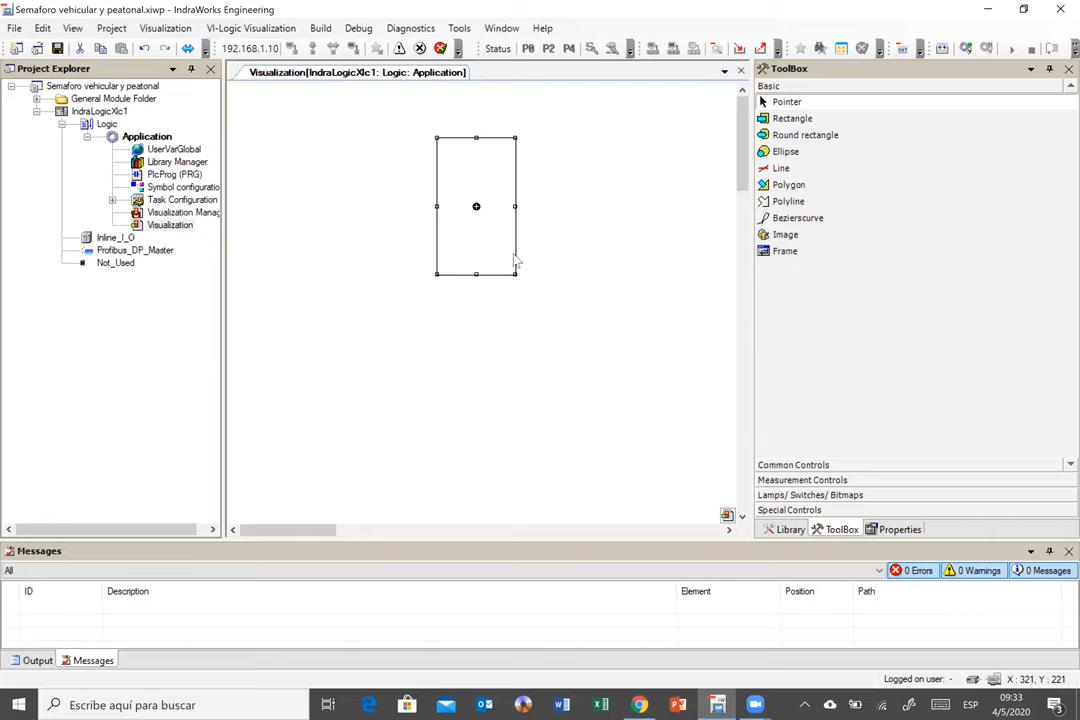 Semaforo vehicular y peatonal.xiwp - IndraWorks Engineering
File Edit View Project Visualization VI-Logic Visualization Build Debug Diagnostics Tools Window Help
192.168.1.10 Status P0 P2 P4
Project Explorer
Semaforo vehicular y peatonal
General Module Folder
IndraLogicXlc1
Logic
Application
UserVarGlobal
Library Manager
PlcProg (PRG)
Symbol configuratio
Task Configuration
Visualization Manag
Visualization
Inline_I_O
Profibus_DP_Master
Not_Used
Visualization[IndraLogicXlc1: Logic: Application]
ToolBox
Basic
Pointer
Rectangle
Round rectangle
Ellipse
Line
Polygon
Polyline
Bezierscurve
Image
Frame
Common Controls
Measurement Controls
Lamps/ Switches/ Bitmaps
Special Controls
Library ToolBox Properties
Messages
All
0 Errors 0 Warnings 0 Messages
ID Description Element Position Path
Output Messages
Logged on user: - X : 321, Y : 221
Escribe aquí para buscar
ESP
09:33
4/5/2020
3